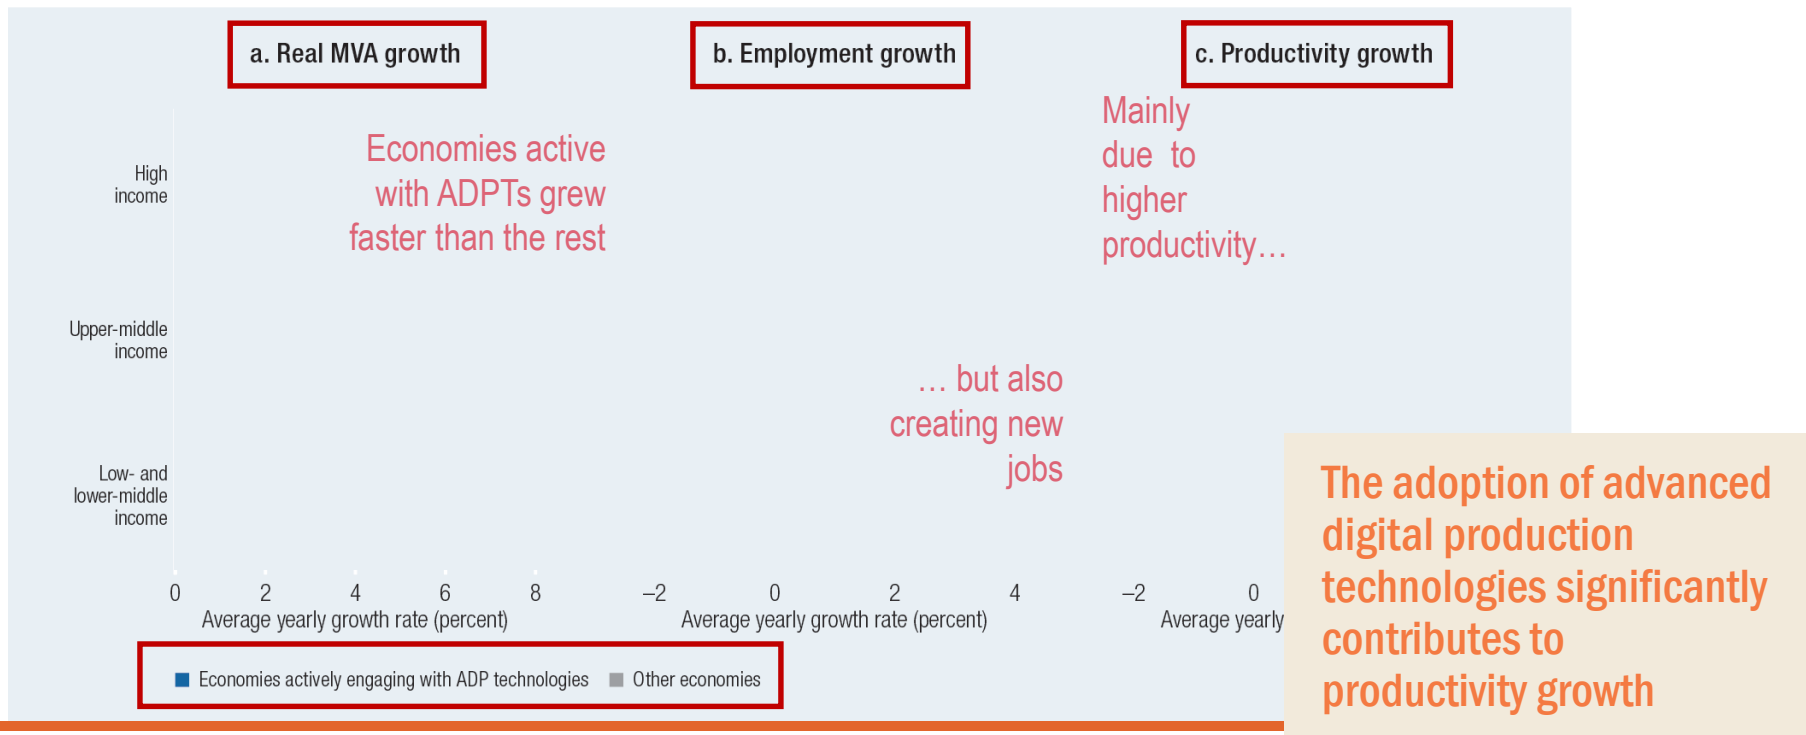 a. Real MVA growth
b. Employment growth
c. Productivity growth
Economies active
with ADPTs grew
faster than the rest
Mainly
due to
higher
productivity…
High
income
Upper-middle
income
… but also
creating new
jobs
Low- and
lower-middle
income
0 2 4 6 8
Average yearly growth rate (percent)
–2 0 2 4
Average yearly growth rate (percent)
–2 0
Average yearly
Economies actively engaging with ADP technologies
Other economies
The adoption of advanced
digital production
technologies significantly
contributes to
productivity growth